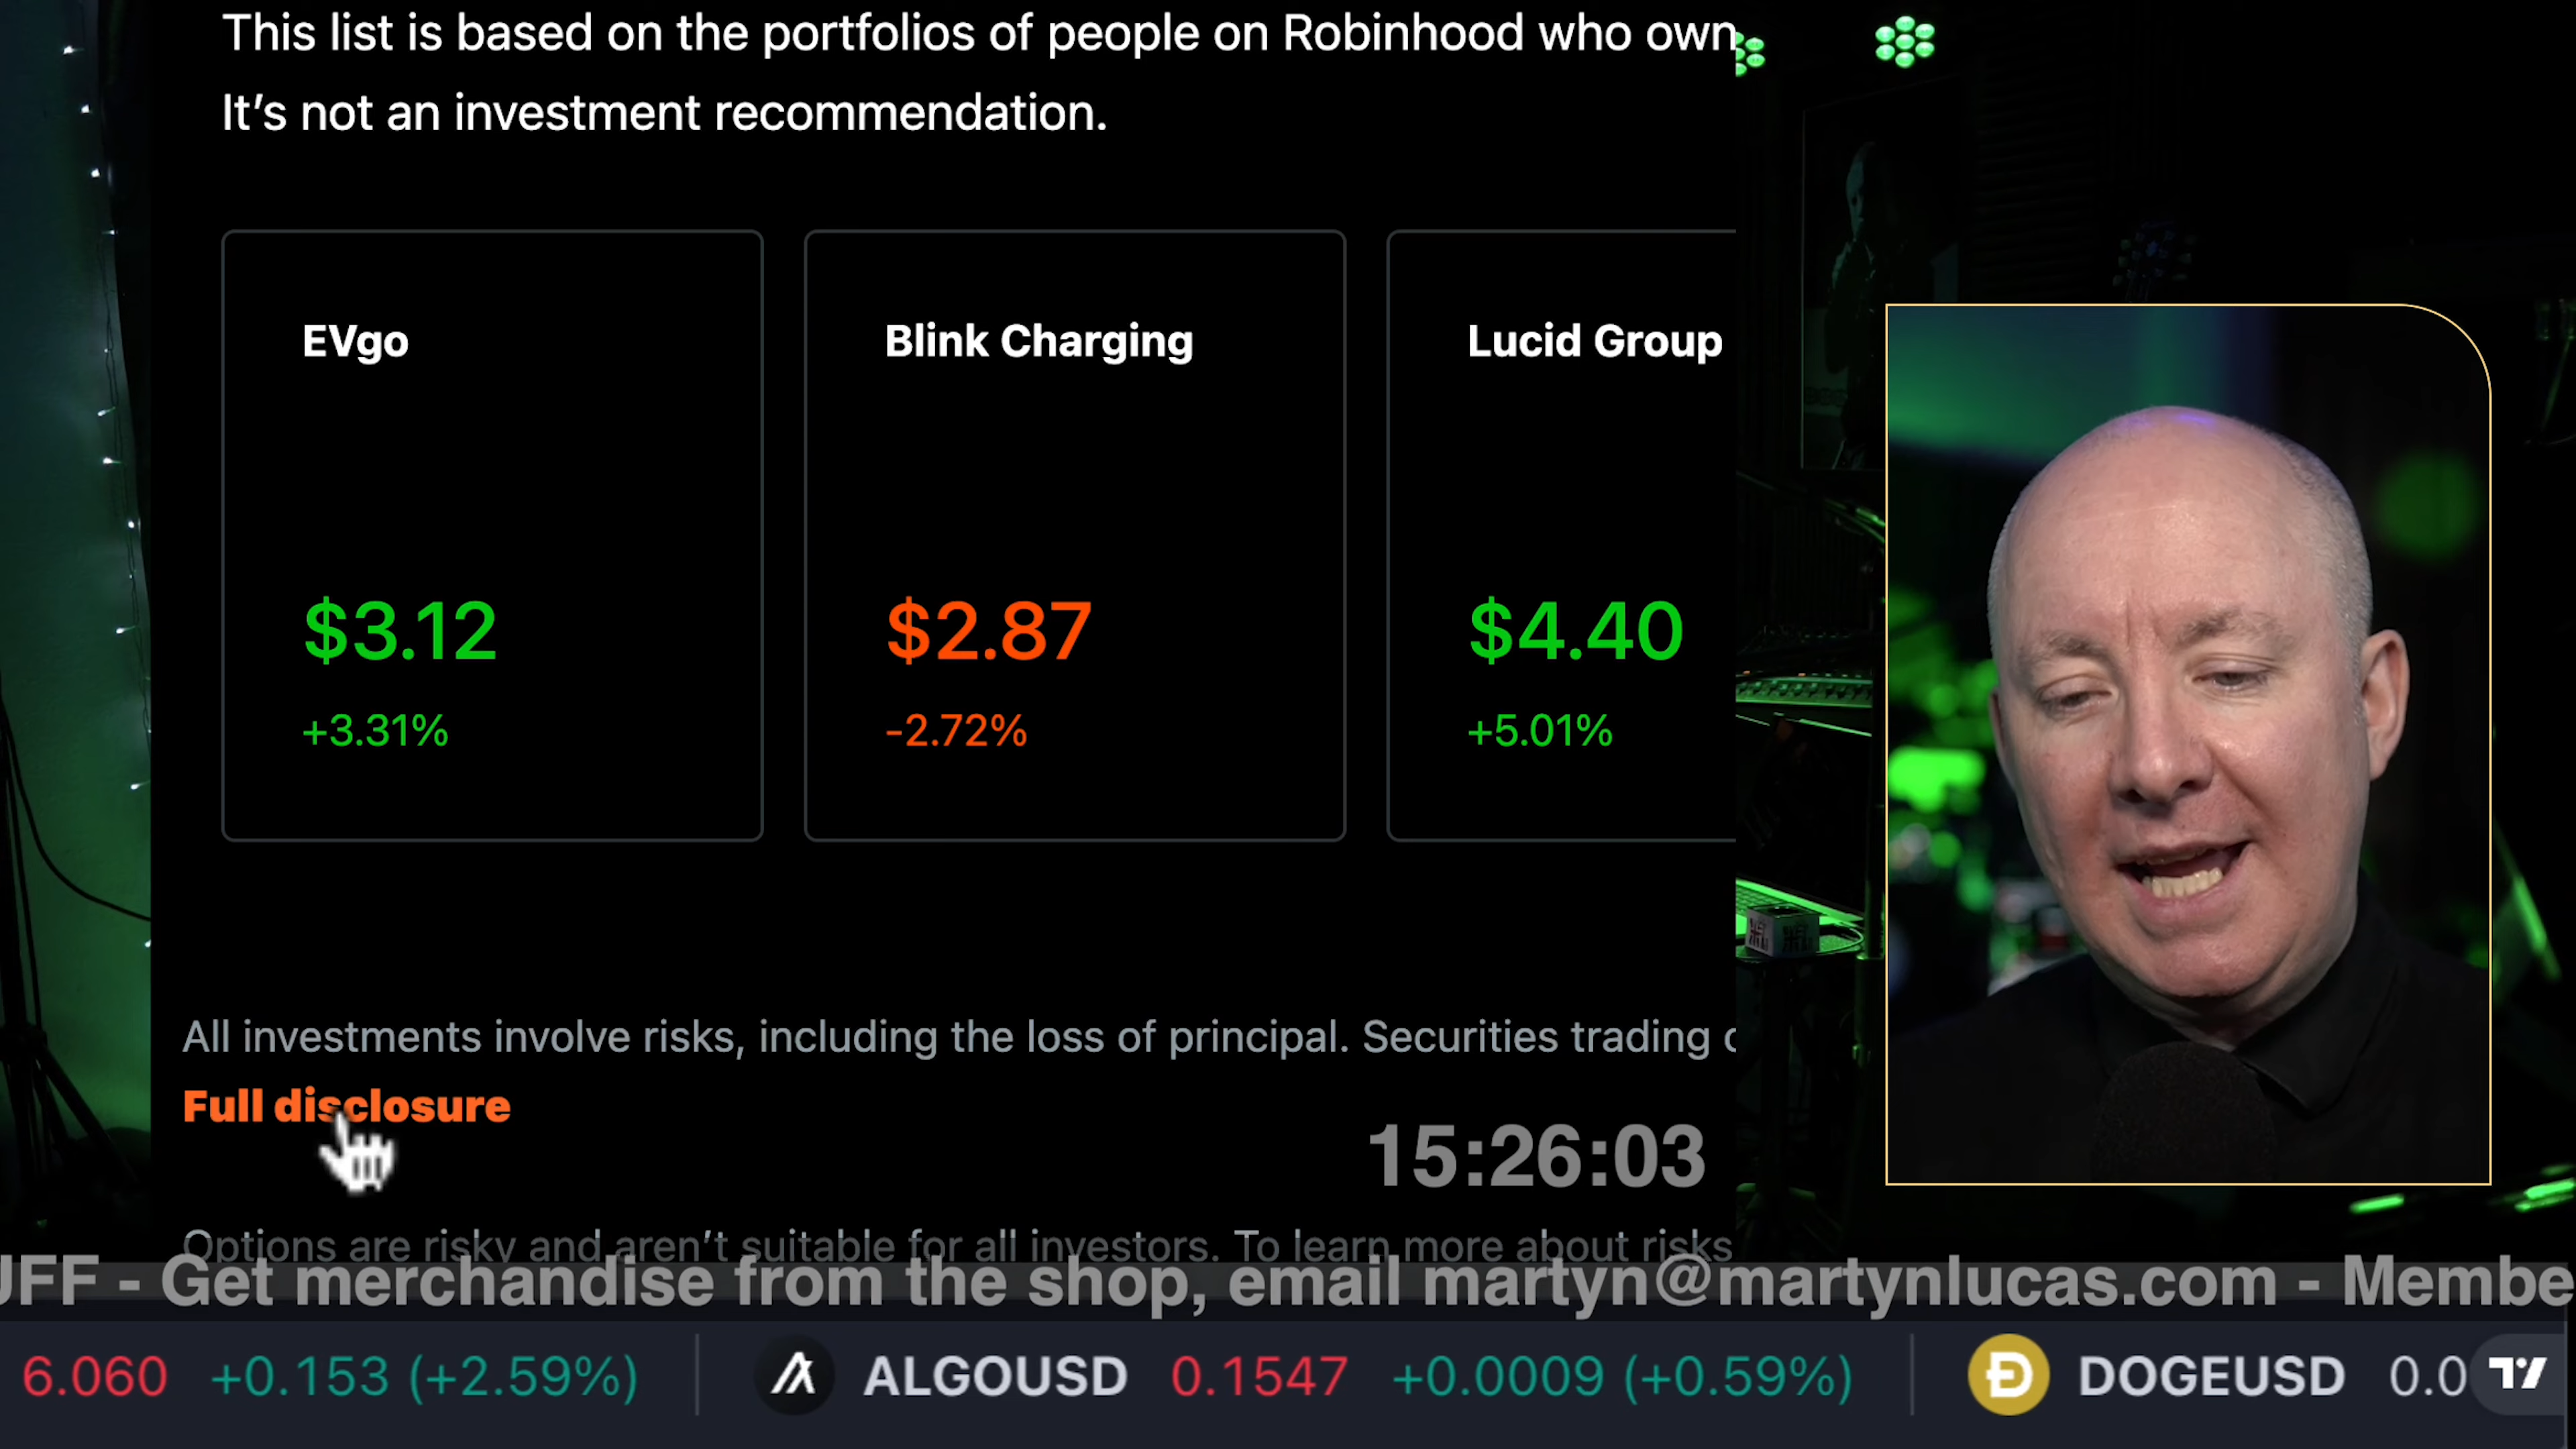 This list is based on the portfolios of people on Robinhood who own
It's not an investment recommendation.
EVgo
$3.12
+3.31%
Blink Charging
$2.87
-2.72%
Lucid Group
$4.40
+5.01%
All investments involve risks, including the loss of principal. Securities trading
Full disclosure
15:26:03
Options are risky and aren't suitable for all investors. To learn more about risks
UFF - Get merchandise from the shop, email martyn@martynlucas.com - Membe
6.060 +0.153 (+2.59%) ALGOUSD 0.1547 +0.0009 (+0.59%) DOGEUSD 0.0